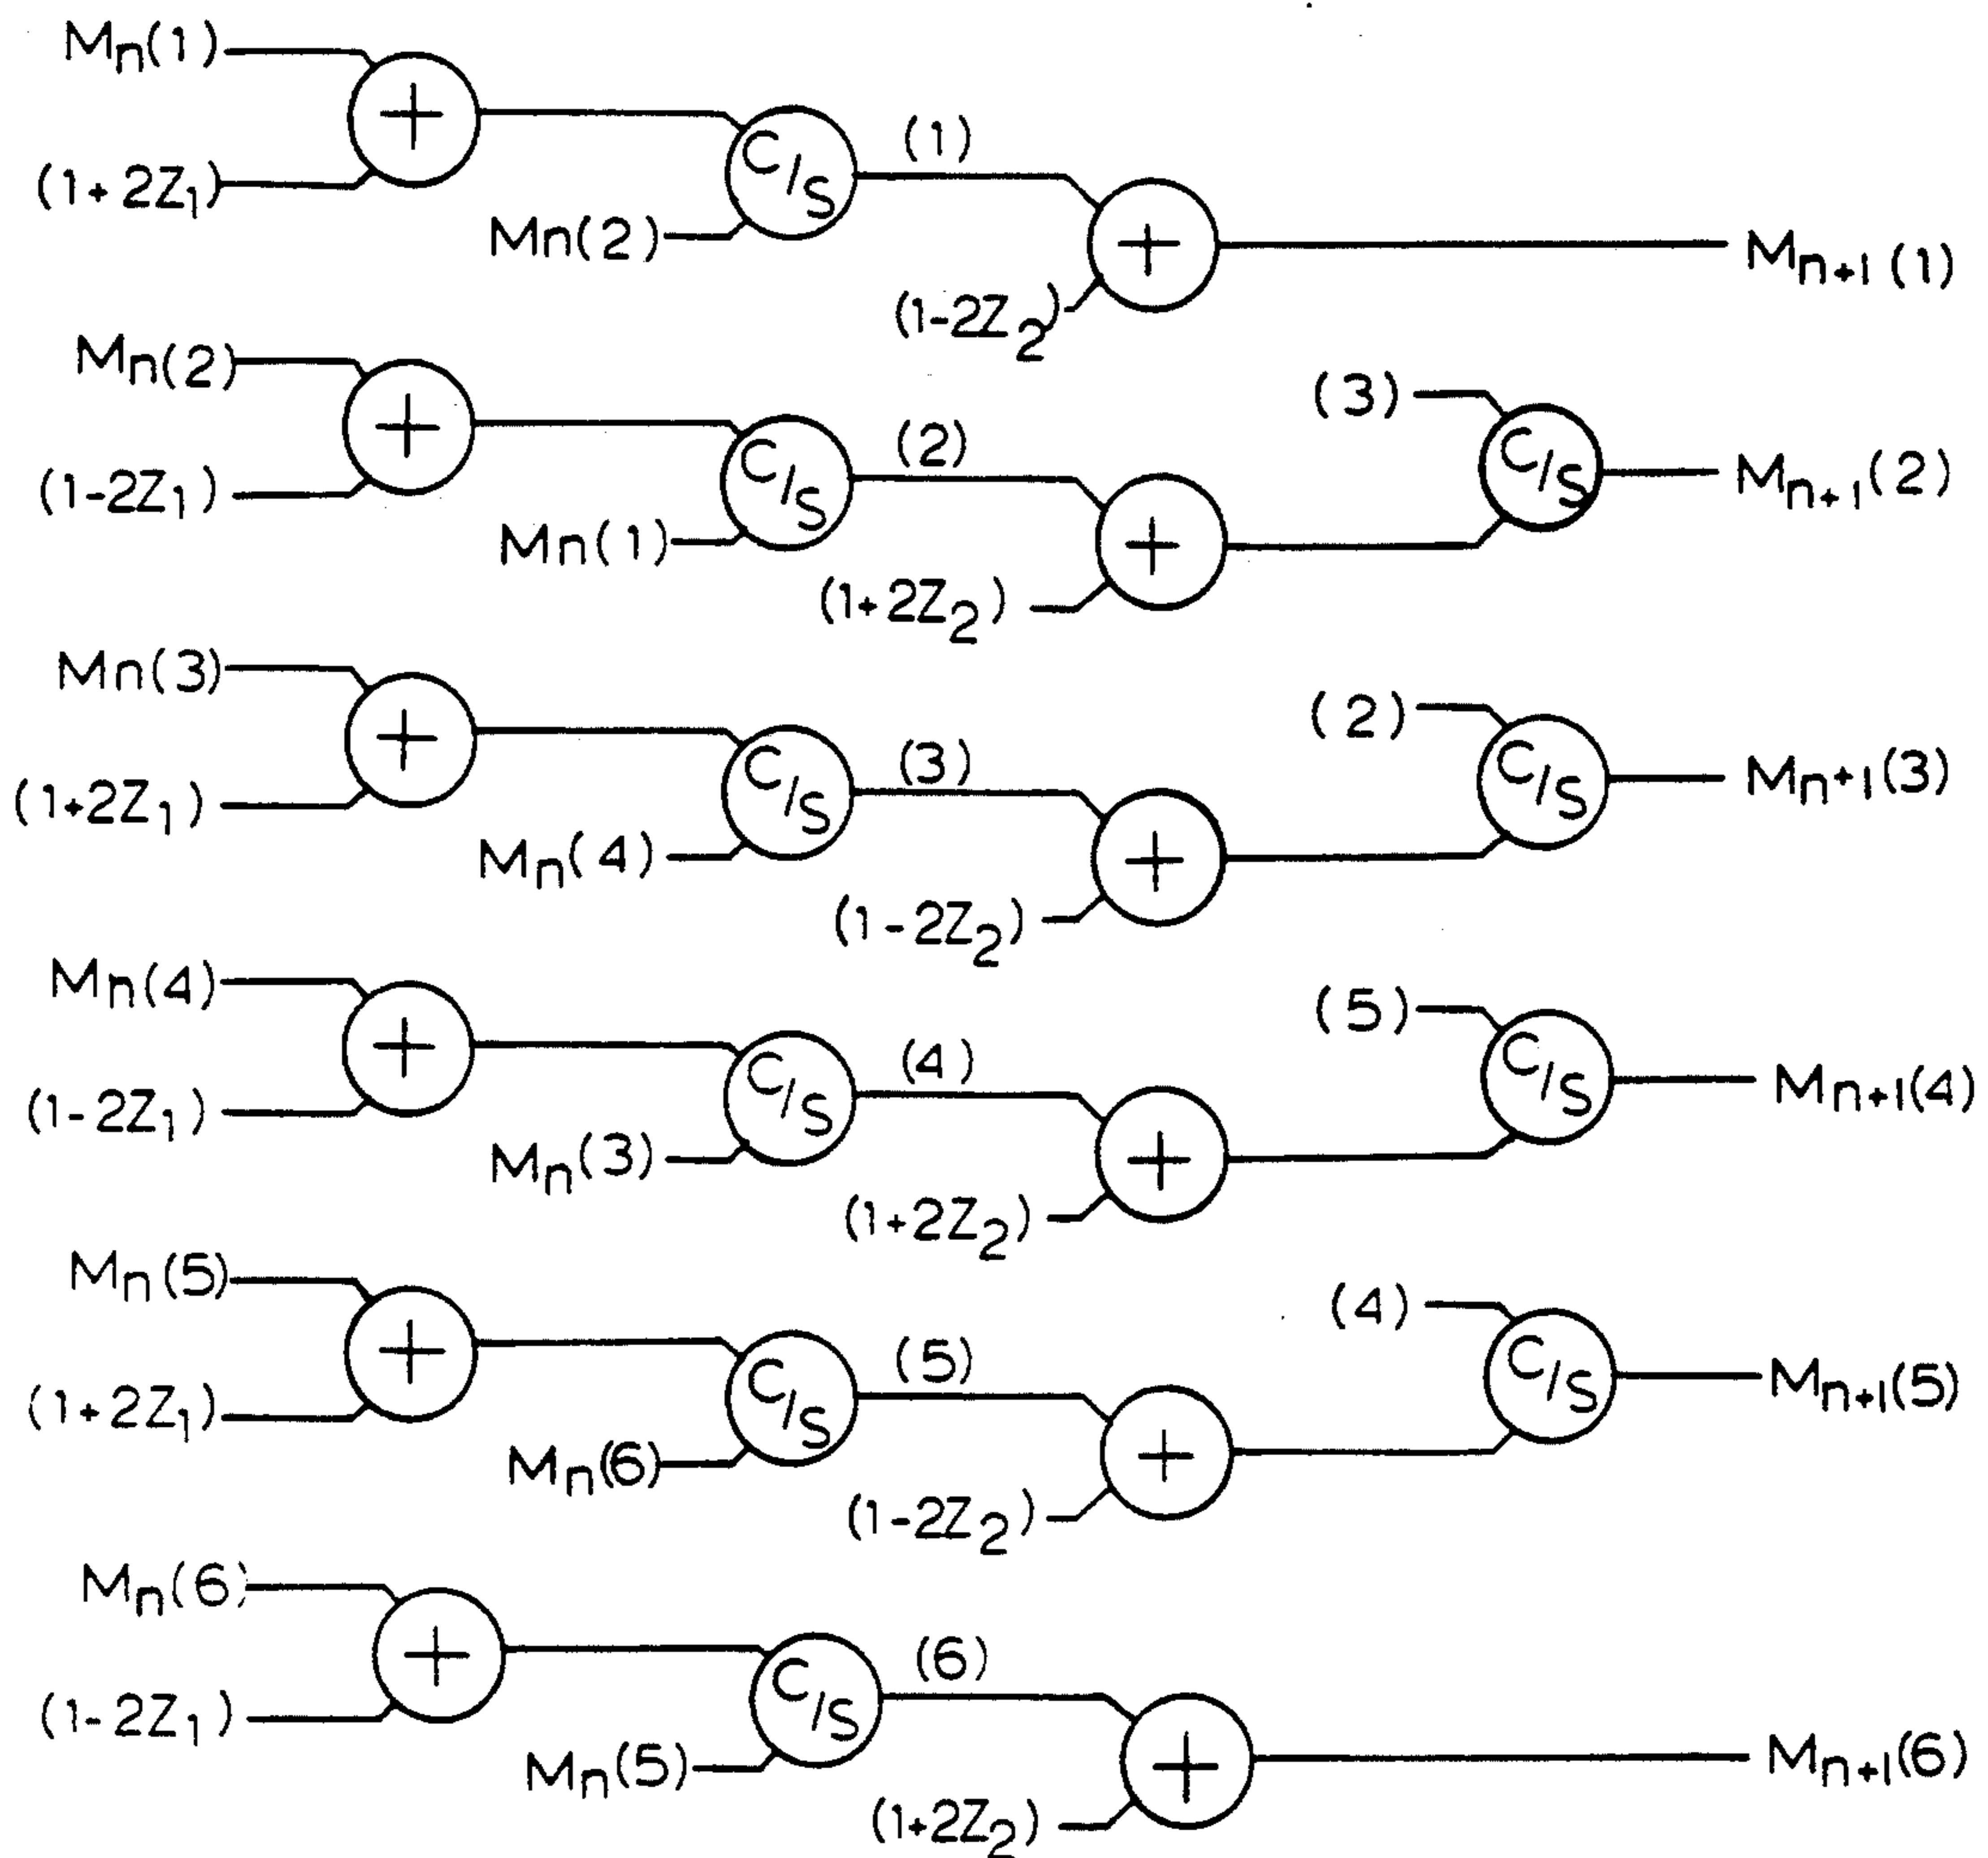 Mn(1)
(1+2Z1)
+
C/S
Mn(2)
(1)
+
(1-2Z2)
Mn+1(1)
Mn(2)
(1-2Z1)
+
C/S
Mn(1)
(2)
+
(1+2Z2)
(3)
C/S
Mn+1(2)
Mn(3)
(1+2Z1)
+
C/S
Mn(4)
(3)
+
(1-2Z2)
(2)
C/S
Mn+1(3)
Mn(4)
(1-2Z1)
+
C/S
Mn(3)
(4)
+
(1+2Z2)
(5)
C/S
Mn+1(4)
Mn(5)
(1+2Z1)
+
C/S
Mn(6)
(5)
+
(1-2Z2)
(4)
C/S
Mn+1(5)
Mn(6)
(1-2Z1)
+
C/S
Mn(5)
(6)
+
(1+2Z2)
Mn+1(6)